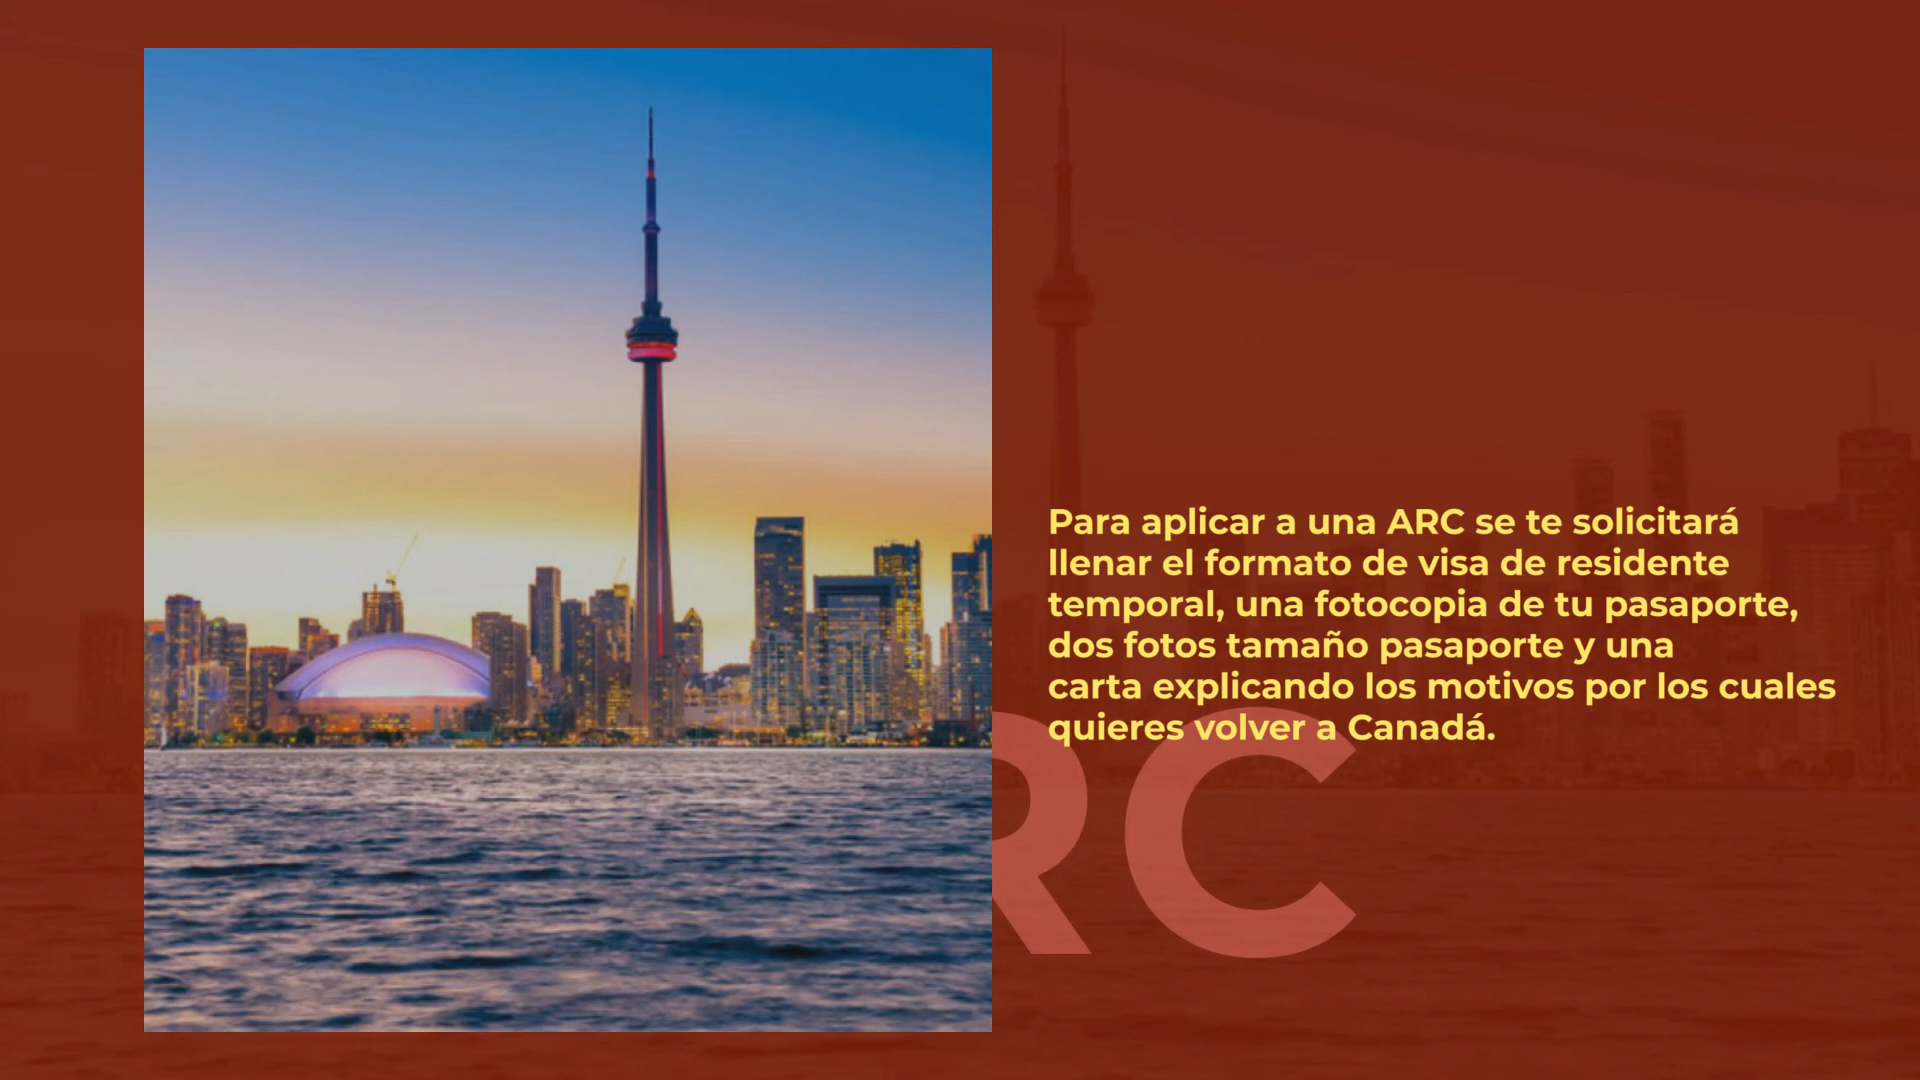 Para aplicar a una ARC se te solicitará
llenar el formato de visa de residente
temporal, una fotocopia de tu pasaporte,
dos fotos tamaño pasaporte y una
carta explicando los motivos por los cuales
quieres volver a Canadá.
RC